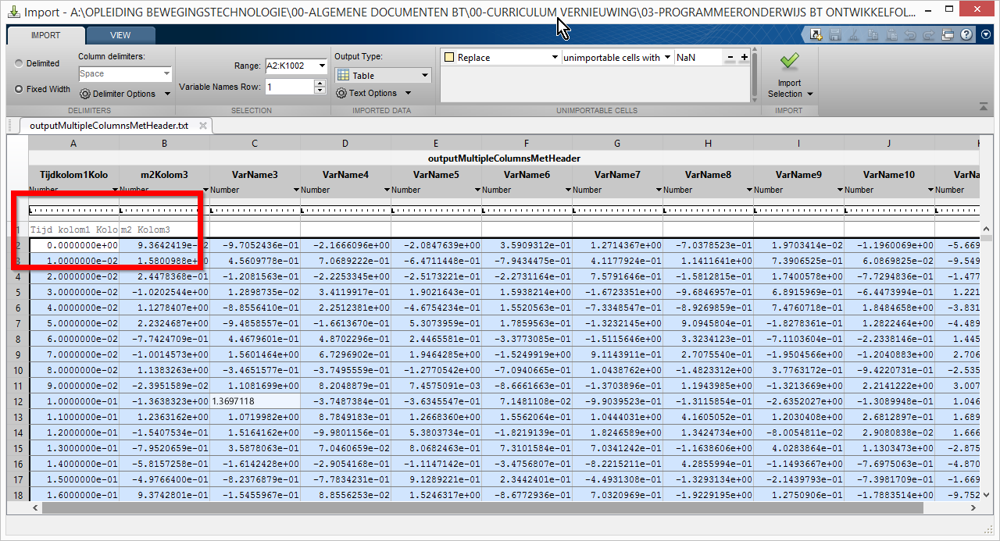 Import - A:\OPLEIDING BEWEGINGSTECHNOLOGIE\00-ALGEMENE DOCUMENTEN BT\00-CURRICULUM VERNIEUWING\03-PROGRAMMEERONDERWIJS BT ONTWIKKELFOL...
IMPORT VIEW
Delimited Column delimiters: Range: A2:K1002 Output Type: Replace unimportable cells with NaN
Space Table
Fixed Width Delimiter Options Variable Names Row: 1 Text Options Import Selection
DELIMITERS SELECTION IMPORTED DATA UNIMPORTABLE CELLS IMPORT
outputMultipleColumnsMetHeader.txt
A B C D E F G H I J
outputMultipleColumnsMetHeader
Tijdkolom1Kolo m2Kolom3 VarName3 VarName4 VarName5 VarName6 VarName7 VarName8 VarName9 VarName10 VarNa
Number Number Number Number Number Number Number Number Number Number Number
1 Tijd kolom1 Kolo m2 Kolom3
2 0.0000000e+00 9.3642419e-02 -9.7052436e-01 -2.1666096e+00 -2.0847639e+00 3.5909312e-01 1.2714367e+00 -7.0378523e-01 1.9703414e-02 -1.1960069e+00 -5.669
3 1.0000000e-02 1.5800988e+00 4.5609778e-01 7.0689222e-01 -6.4711448e-01 -7.9434475e-01 4.1177924e-01 1.1411641e+00 7.3906525e-01 6.0869825e-02 -9.549
4 2.0000000e-02 2.4478368e-01 -1.2081563e-01 -2.2253345e+00 -2.5173221e-01 -2.2731164e-01 7.5791646e-01 -1.5812815e-01 1.7400578e+00 -7.7294836e-01 -1.477
5 3.0000000e-02 -1.0202544e+00 1.2898735e-02 3.4119917e-01 1.9021643e-01 1.5938214e+00 -1.6723351e+00 -9.6846957e-01 6.8915969e-01 -6.4473994e-01 1.221
6 4.0000000e-02 1.1278407e+00 -8.8556410e-01 2.2512381e+00 -4.6754234e-01 1.5520563e-01 -7.3348547e-01 -8.9269859e-01 7.4760718e-01 1.8484658e+00 -3.831
7 5.0000000e-02 2.2324687e+00 -9.4858557e-01 -1.6613670e-01 5.3073959e-01 1.7859563e-01 -1.3232145e+00 9.0945804e-01 -1.8278361e-01 1.2822464e+00 -4.489
8 6.0000000e-02 -7.7424709e-01 4.4679601e-01 4.8702296e-01 2.4465581e-01 -3.3773085e-01 -1.5115646e+00 3.3234123e-01 -7.1103604e-01 -2.2338146e-01 1.445
9 7.0000000e-02 -1.0014573e+00 1.5601464e+00 6.7296902e-01 1.9464285e+00 -1.5249919e+00 9.1143911e-01 2.7075540e-01 -1.9504566e+00 -1.2040883e+00 2.706
10 8.0000000e-02 1.1383263e+00 -3.4651577e-01 -3.7495559e-01 -1.2770542e+00 -7.0940665e-01 1.0438762e+00 -1.4823312e+00 3.7763172e-01 -9.4220731e-01 -2.535
11 9.0000000e-02 -2.3951589e-02 1.1081699e+00 8.2048879e-01 7.4575091e-03 -8.6661663e-01 -1.3703896e-01 1.1943985e+00 -1.3213669e+00 2.2141222e+00 3.007
12 1.0000000e-01 -1.3638323e+00 1.3697118 -3.7487384e-01 -3.6345547e-01 7.1481108e-02 -9.9039523e-01 -1.3115854e-01 -2.6352027e+00 -1.3089948e-01 1.046
13 1.1000000e-01 1.2363162e+00 1.0719982e+00 8.7849183e-01 1.2668360e+00 1.5562064e-01 1.0444031e+00 4.1605052e-01 1.2030408e+00 2.6812897e-01 1.689
14 1.2000000e-01 -1.5407534e-01 1.5164162e+00 -9.9801156e-01 5.3803734e-01 -1.8219139e-01 1.8246589e+00 1.3424734e+00 -8.0054811e-02 2.9080838e-02 1.666
15 1.3000000e-01 -7.9520659e-01 3.5878063e-01 7.0460659e-02 8.0682463e-01 7.3101584e-01 7.0341242e-01 -1.1638606e+00 4.0283864e-01 1.1303473e+00 -2.875
16 1.4000000e-01 -5.8157258e-01 -1.6142428e+00 -2.9054168e-01 -1.1147142e-01 -3.4756807e-01 -8.2215211e-01 4.2855994e-01 -1.1493667e+00 -7.6975063e-01 -4.870
17 1.5000000e-01 -4.9766400e-01 -8.2376879e-01 -7.7834231e-01 9.1289221e-01 2.3442401e-01 -4.4931308e-01 -1.3293134e-01 -2.1439793e-01 -7.3981709e-01 -1.669
18 1.6000000e-01 9.3742801e-01 -1.5455967e-01 8.8556253e-02 1.5246317e+00 -8.6772936e-01 7.0320969e-01 -1.9229195e+00 1.2750906e-01 -1.7883514e+00 -9.752